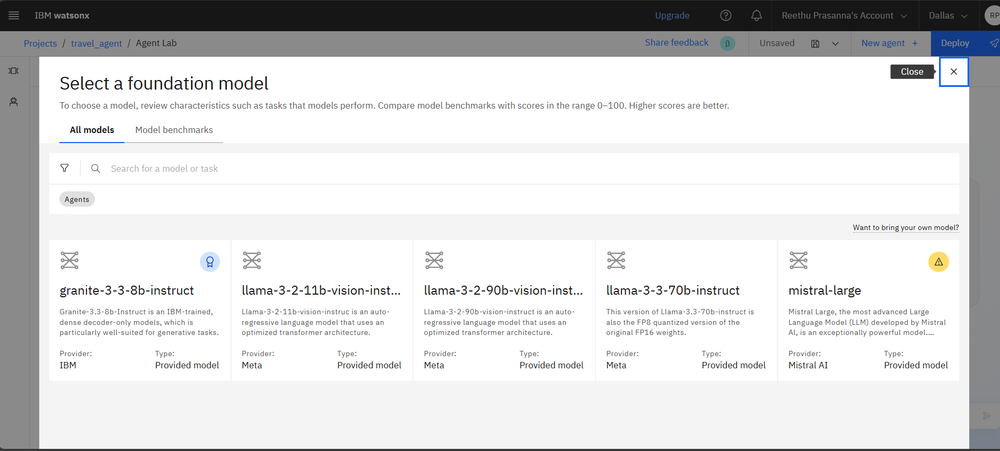 IBM watsonx
Upgrade
Reethu Prasanna's Account
Dallas
RP
Projects / travel_agent / Agent Lab
Share feedback
β
Unsaved
New agent +
Deploy
Close
Select a foundation model
To choose a model, review characteristics such as tasks that models perform. Compare model benchmarks with scores in the range 0–100. Higher scores are better.
All models
Model benchmarks
Search for a model or task
Agents
Want to bring your own model?
granite-3-3-8b-instruct
Granite-3.3-8b-Instruct is an IBM-trained,
dense decoder-only models, which is
particularly well-suited for generative tasks.
Provider:
IBM
Type:
Provided model
llama-3-2-11b-vision-inst...
Llama-3-2-11b-vision-instruc is an auto-
regressive language model that uses an
optimized transformer architecture.
Provider:
Meta
Type:
Provided model
llama-3-2-90b-vision-inst...
Llama-3-2-90b-vision-instruct is an auto-
regressive language model that uses an
optimized transformer architecture.
Provider:
Meta
Type:
Provided model
llama-3-3-70b-instruct
This version of Llama-3.3-70b-instruct is
also the FP8 quantized version of the
original FP16 weights.
Provider:
Meta
Type:
Provided model
mistral-large
Mistral Large, the most advanced Large
Language Model (LLM) developed by Mistral
AI, is an exceptionally powerful model....
Provider:
Mistral AI
Type:
Provided model